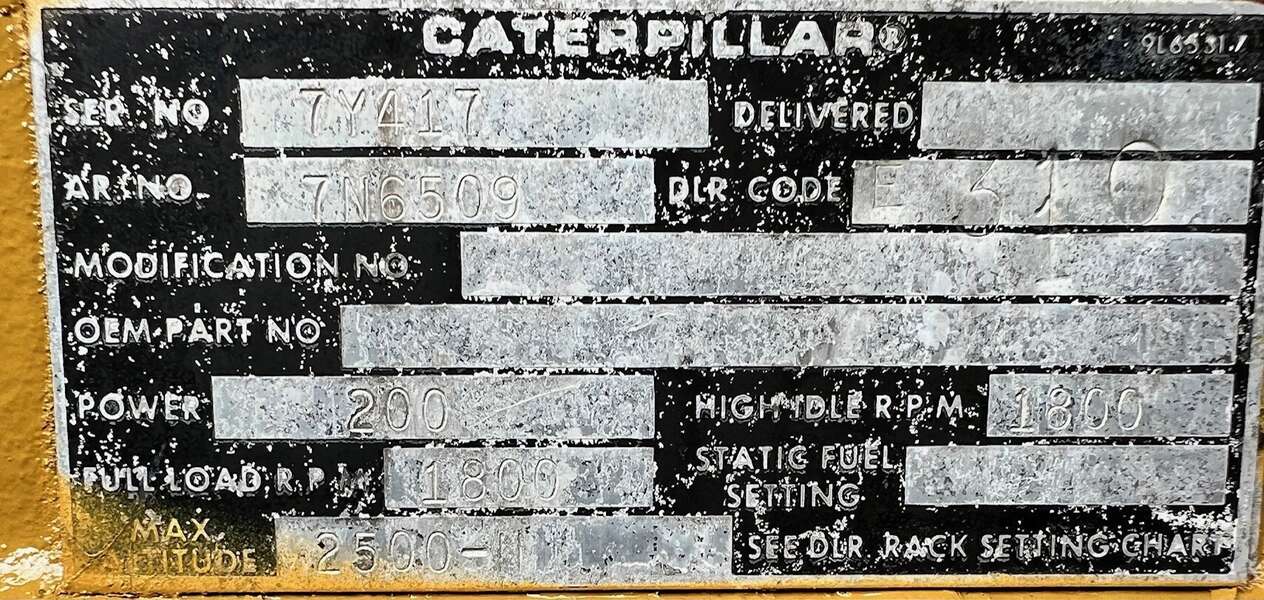 CATERPILLAR®
SER. NO 7Y417 DELIVERED
AR. NO. 7N6509 DLR CODE E 310
MODIFICATION NO.
OEM PART NO
POWER 200 HIGH IDLE R.P.M. 1800
FULL LOAD R.P.M 1800 STATIC FUEL SETTING
MAX. ALTITUDE 2500- SEE DLR RACK SETTING CHART